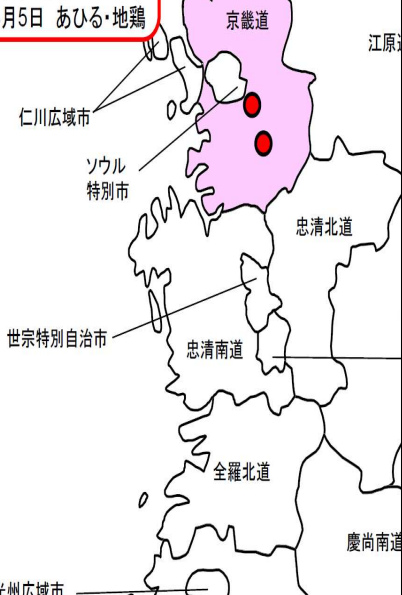 月5日 あひる・地鶏
京畿道
江原
仁川広域市
ソウル
特別市
忠清北道
世宗特別自治市
忠清南道
全羅北道
慶尚南道
州広域市